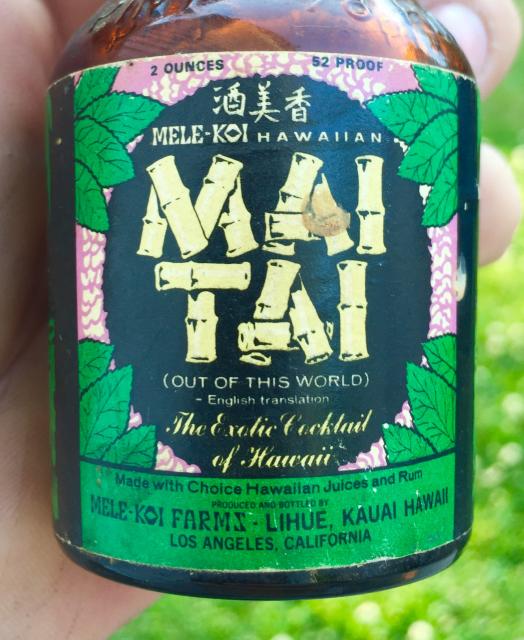 2 OUNCES 52 PROOF
酒美香
MELE-KOI HAWAIIAN
MAI
TAI
(OUT OF THIS WORLD)
- English translation
The Exotic Cocktail
of Hawaii
Made with Choice Hawaiian Juices and Rum
PRODUCED AND BOTTLED BY
MELE-KOI FARMS - LIHUE, KAUAI HAWAII
LOS ANGELES, CALIFORNIA